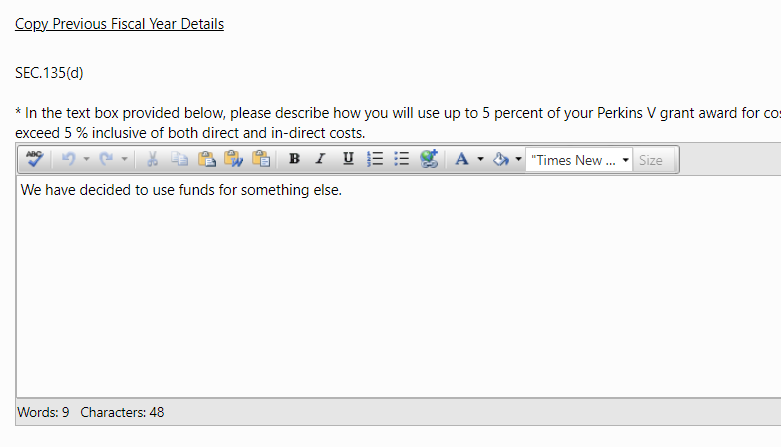 Copy Previous Fiscal Year Details
SEC.135(d)
* In the text box provided below, please describe how you will use up to 5 percent of your Perkins V grant award for
exceed 5 % inclusive of both direct and in-direct costs.
ABC B I U A "Times New ... Size
We have decided to use funds for something else.
Words: 9 Characters: 48